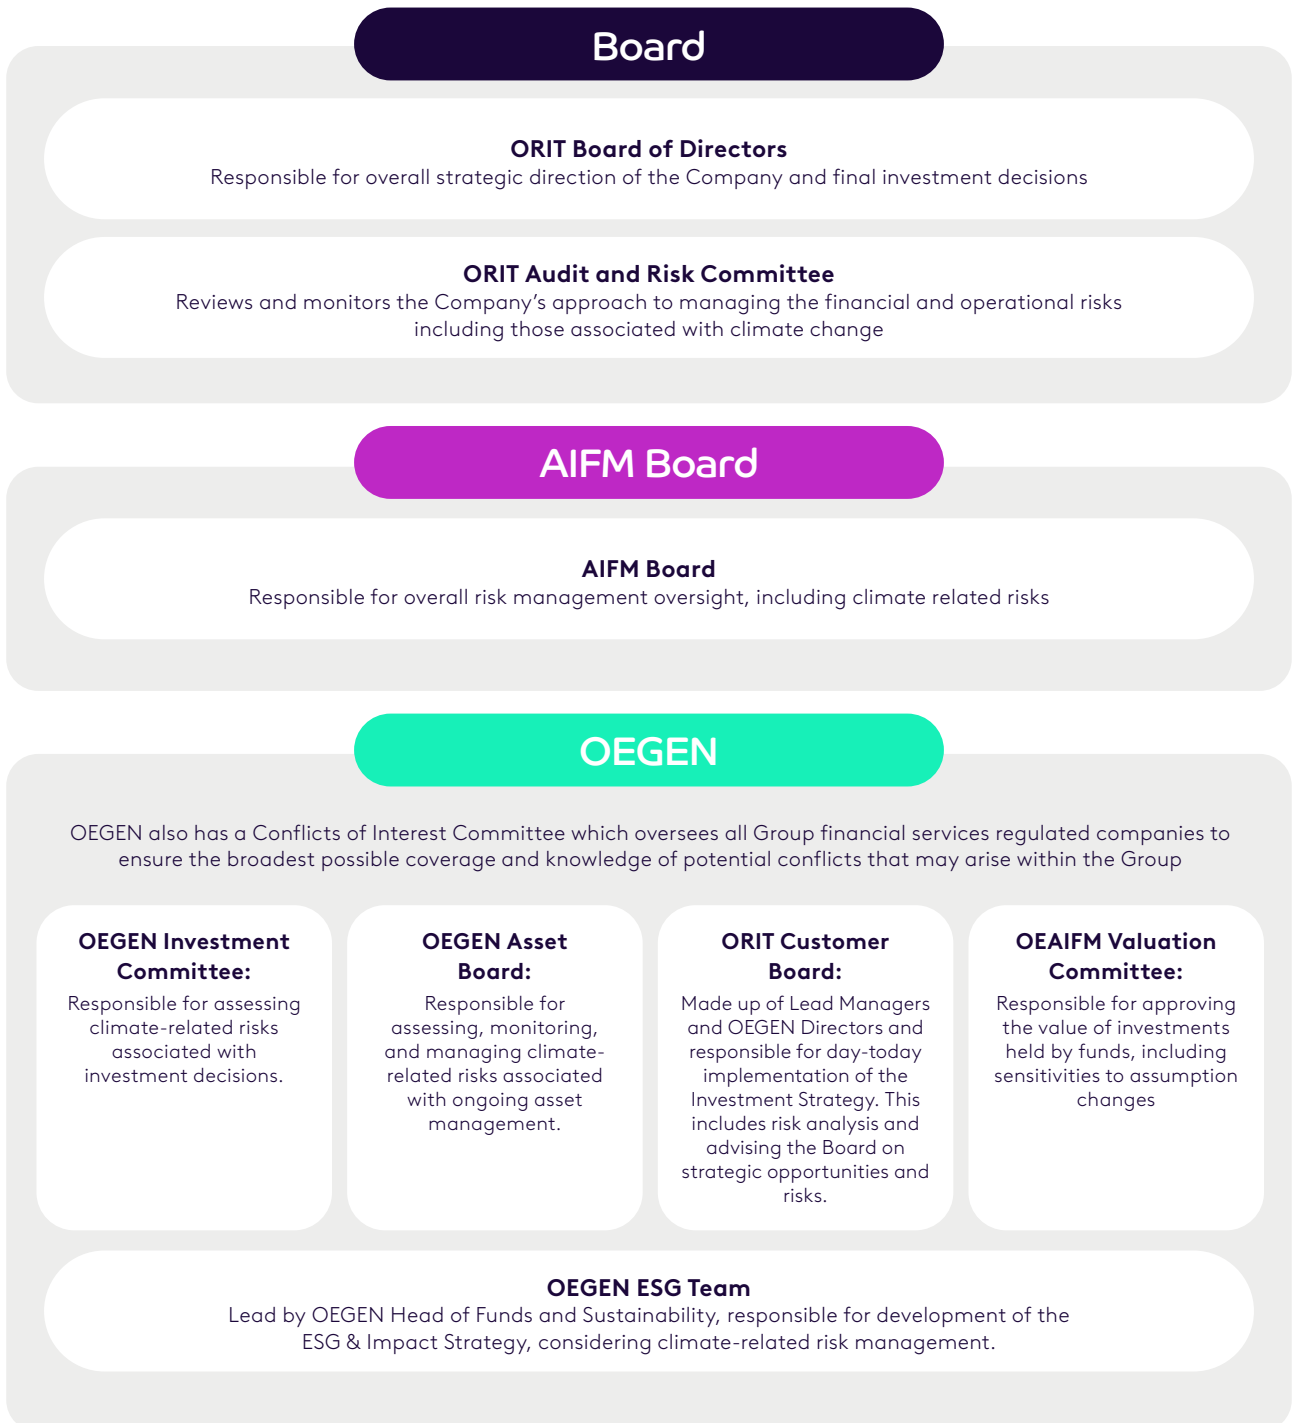 Board
ORIT Board of Directors
Responsible for overall strategic direction of the Company and final investment decisions
ORIT Audit and Risk Committee
Reviews and monitors the Company’s approach to managing the financial and operational risks
including those associated with climate change
AIFM Board
AIFM Board
Responsible for overall risk management oversight, including climate related risks
OEGEN
OEGEN also has a Conflicts of Interest Committee which oversees all Group financial services regulated companies to
ensure the broadest possible coverage and knowledge of potential conflicts that may arise within the Group
OEGEN Investment
Committee:
Responsible for assessing
climate-related risks
associated with
investment decisions.
OEGEN Asset
Board:
Responsible for
assessing, monitoring,
and managing climate-
related risks associated
with ongoing asset
management.
ORIT Customer
Board:
Made up of Lead Managers
and OEGEN Directors and
responsible for day-today
implementation of the
Investment Strategy. This
includes risk analysis and
advising the Board on
strategic opportunities and
risks.
OEAIFM Valuation
Committee:
Responsible for approving
the value of investments
held by funds, including
sensitivities to assumption
changes
OEGEN ESG Team
Lead by OEGEN Head of Funds and Sustainability, responsible for development of the
ESG & Impact Strategy, considering climate-related risk management.